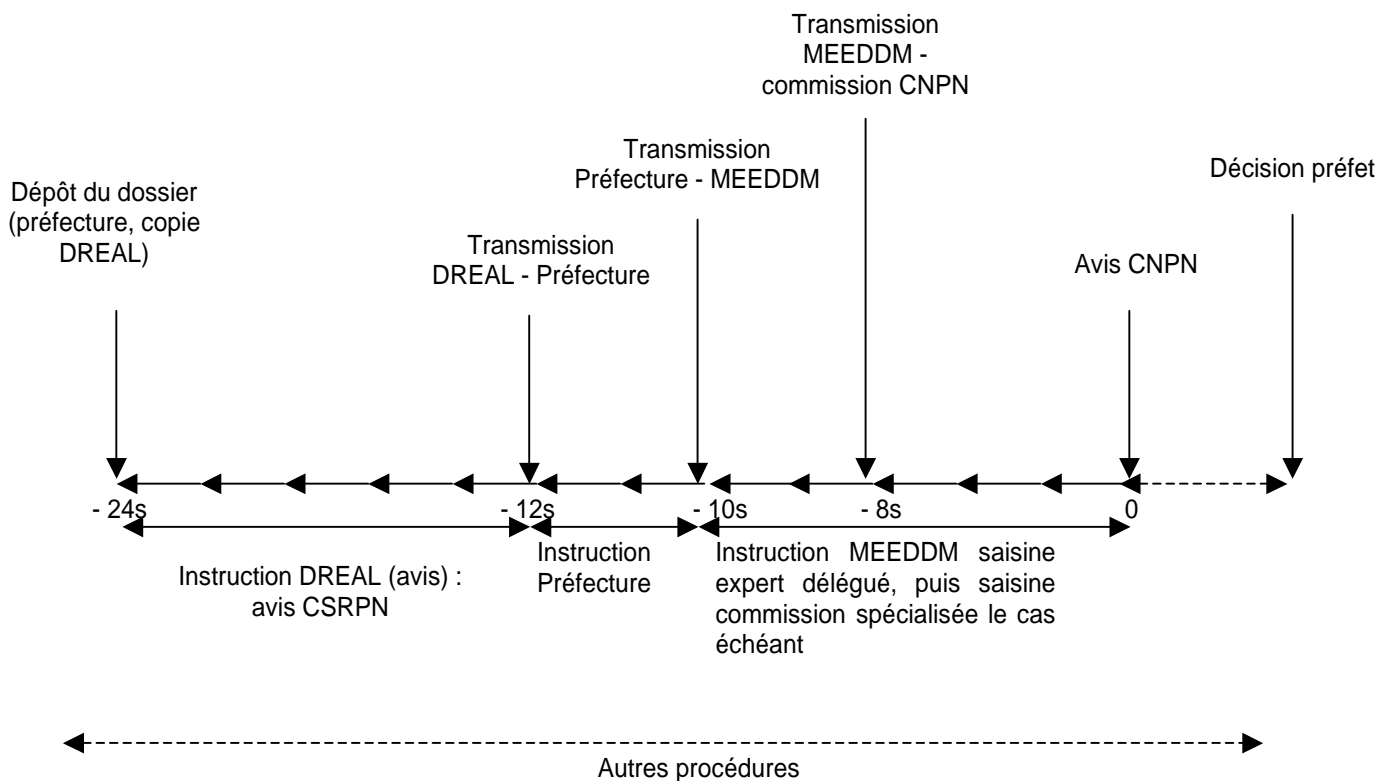 Transmission
MEEDDM -
commission CNPN
Transmission
Préfecture - MEEDDM
Décision préfet
Dépôt du dossier
(préfecture, copie
DREAL)
Transmission
DREAL - Préfecture
Avis CNPN
- 24s
- 12s
- 10s
- 8s
0
Instruction DREAL (avis) :
avis CSRPN
Instruction
Préfecture
Instruction MEEDDM saisine
expert délégué, puis saisine
commission spécialisée le cas
échéant
Autres procédures